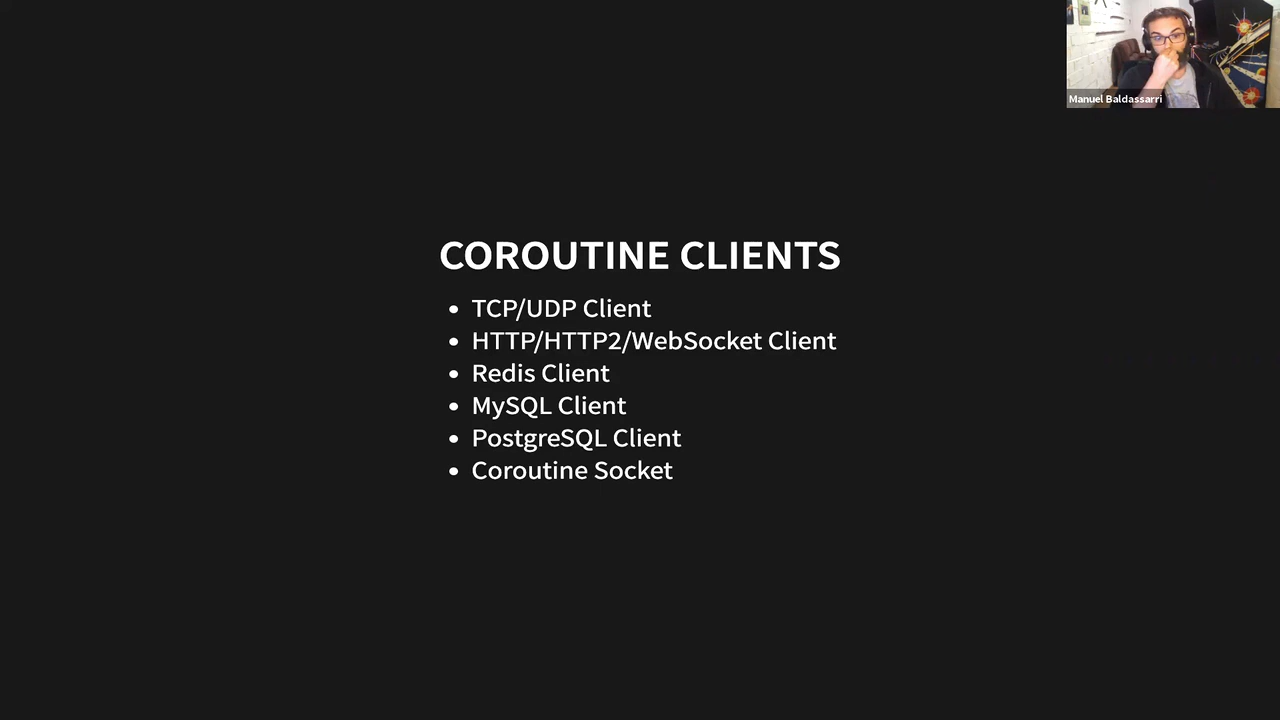 Manuel Baldassarri
COROUTINE CLIENTS
• TCP/UDP Client
• HTTP/HTTP2/WebSocket Client
• Redis Client
• MySQL Client
• PostgreSQL Client
• Coroutine Socket